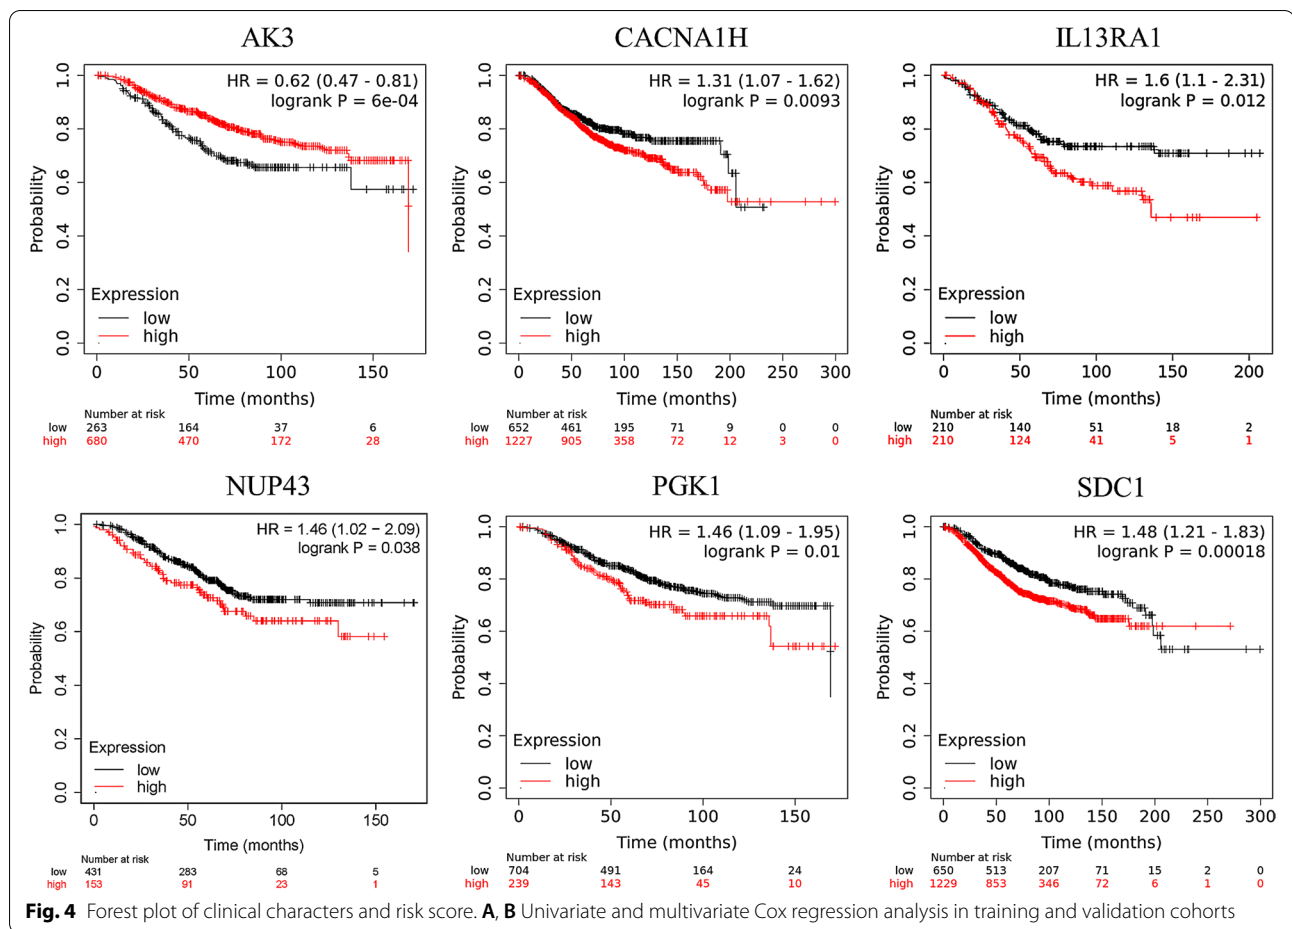 AK3
HR = 0.62 (0.47 - 0.81)
logrank P = 6e-04
Probability
1.0
0.8
0.6
0.4
0.2
0.0
Expression
low
high
0 50 100 150
Time (months)
Number at risk
low 263 164 37 6
high 680 470 172 28
CACNA1H
HR = 1.31 (1.07 - 1.62)
logrank P = 0.0093
Probability
1.0
0.8
0.6
0.4
0.2
0.0
Expression
low
high
0 50 100 150 200 250 300
Time (months)
Number at risk
low 652 461 195 71 9 0 0
high 1227 905 358 72 12 3 0
IL13RA1
HR = 1.6 (1.1 - 2.31)
logrank P = 0.012
Probability
1.0
0.8
0.6
0.4
0.2
0.0
Expression
low
high
0 50 100 150 200
Time (months)
Number at risk
low 210 140 51 18 2
high 210 124 41 5 1
NUP43
HR = 1.46 (1.02 − 2.09)
logrank P = 0.038
Probability
1.0
0.8
0.6
0.4
0.2
0.0
Expression
low
high
0 50 100 150
Time (months)
Number at risk
low 431 283 68 5
high 153 91 23 1
PGK1
HR = 1.46 (1.09 - 1.95)
logrank P = 0.01
Probability
1.0
0.8
0.6
0.4
0.2
0.0
Expression
low
high
0 50 100 150
Time (months)
Number at risk
low 704 491 164 24
high 239 143 45 10
SDC1
HR = 1.48 (1.21 - 1.83)
logrank P = 0.00018
Probability
1.0
0.8
0.6
0.4
0.2
0.0
Expression
low
high
0 50 100 150 200 250 300
Time (months)
Number at risk
low 650 513 207 71 15 2 0
high 1229 853 346 72 6 1 0
Fig. 4 Forest plot of clinical characters and risk score. A, B Univariate and multivariate Cox regression analysis in training and validation cohorts